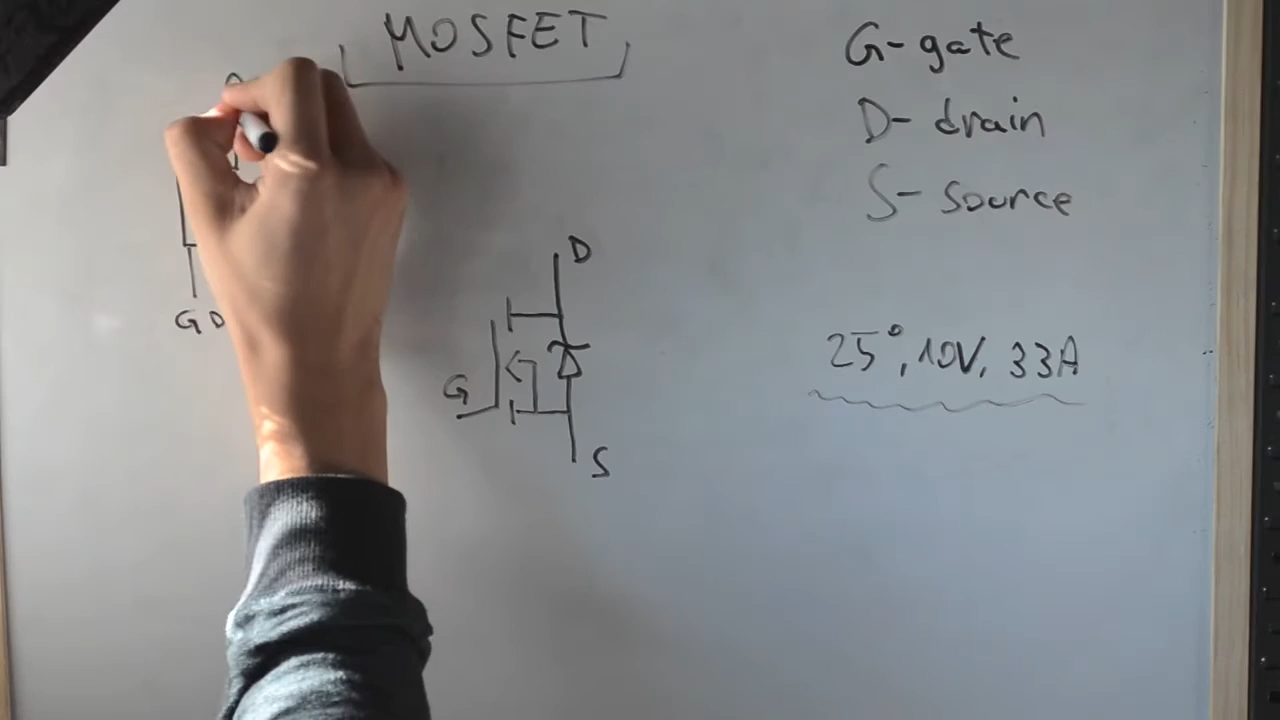 MOSFET
G- gate
D- drain
S- source
D
25°, 10V, 33A
G
S
G D